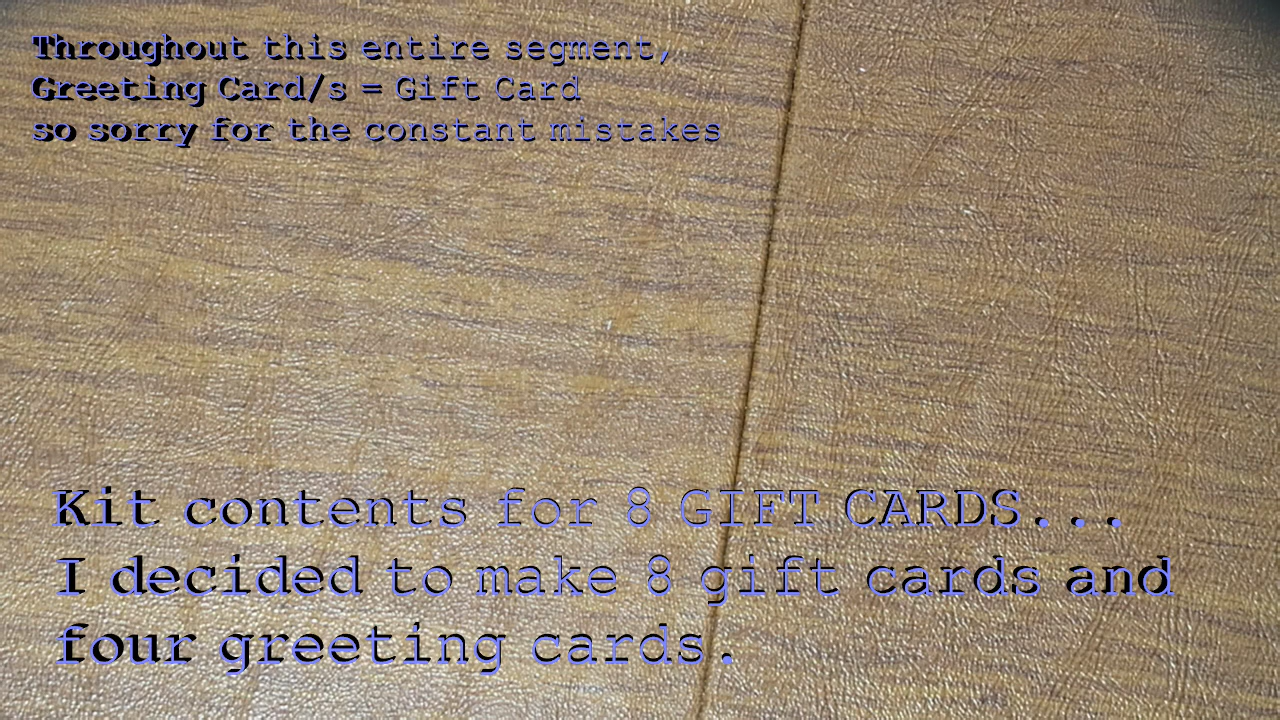 Throughout this entire segment,
Greeting Card/s = Gift Card
so sorry for the constant mistakes
Kit contents for 8 GIFT CARDS...
I decided to make 8 gift cards and
four greeting cards.